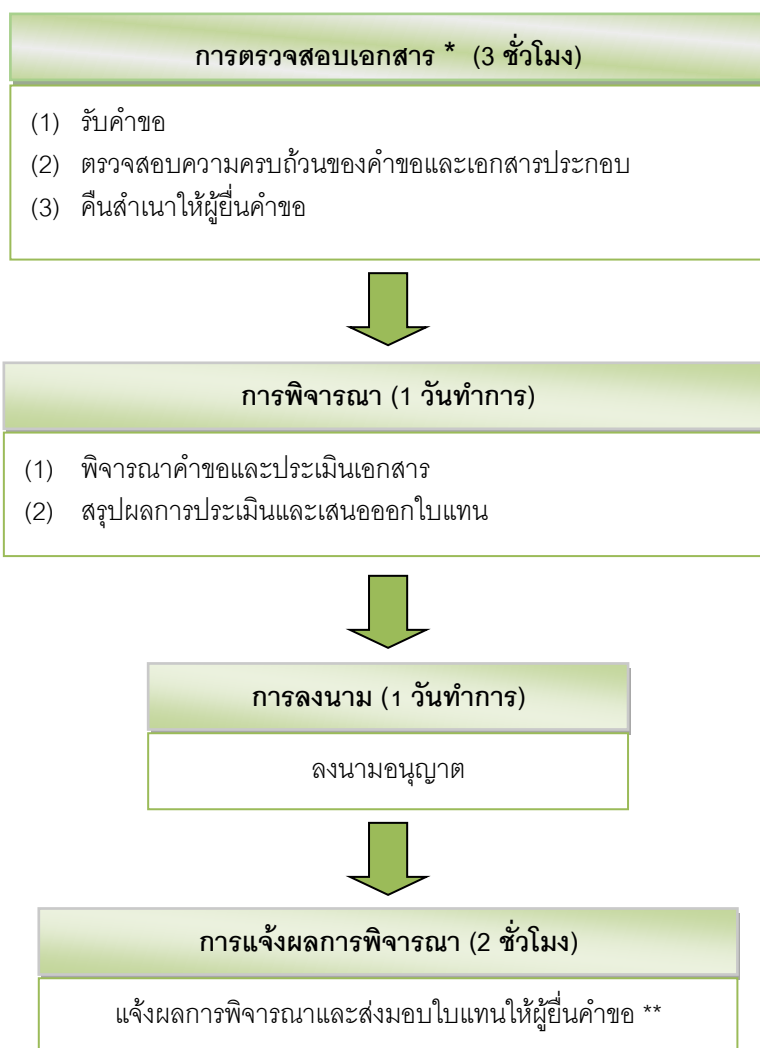 การตรวจสอบเอกสาร * (3 ชั่วโมง)
(1) รับคำขอ
(2) ตรวจสอบความครบถ้วนของคำขอและเอกสารประกอบ
(3) คืนสำเนาให้ผู้ยื่นคำขอ
การพิจารณา (1 วันทำการ)
(1) พิจารณาคำขอและประเมินเอกสาร
(2) สรุปผลการประเมินและเสนอออกใบแทน
การลงนาม (1 วันทำการ)
ลงนามอนุญาต
การแจ้งผลการพิจารณา (2 ชั่วโมง)
แจ้งผลการพิจารณาและส่งมอบใบแทนให้ผู้ยื่นคำขอ **